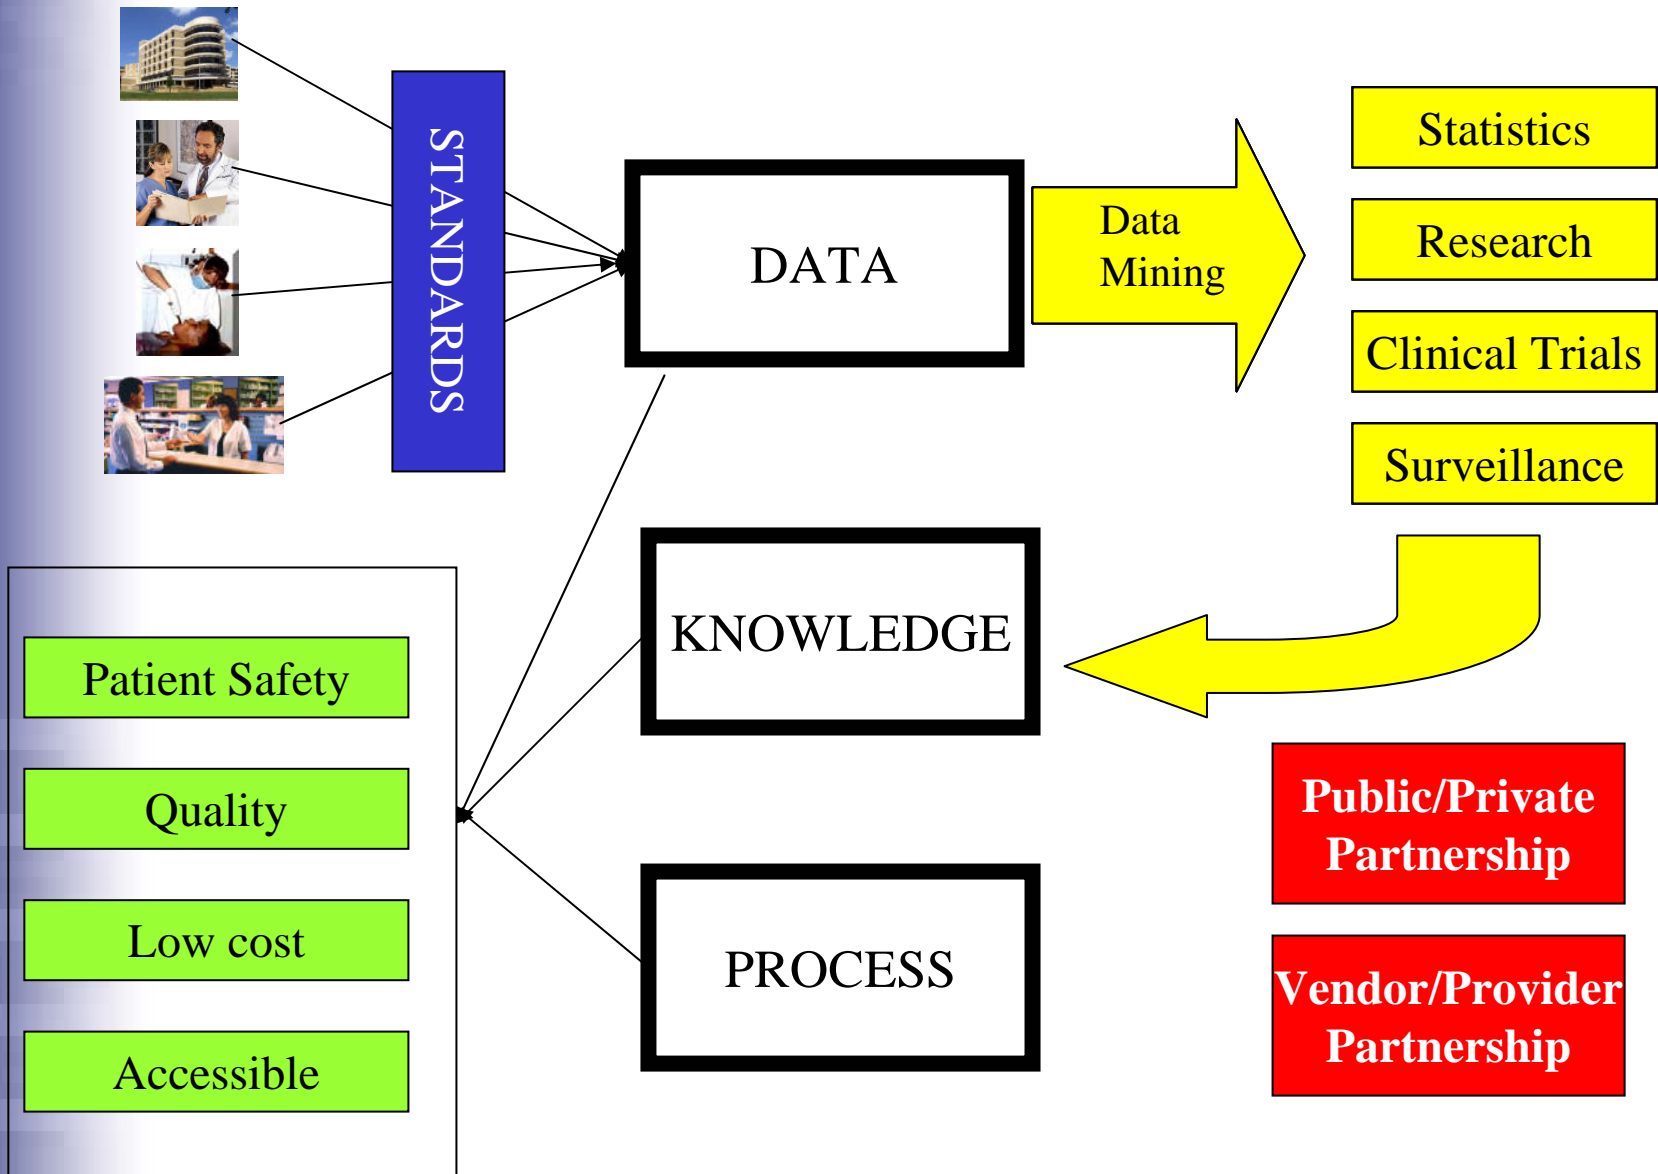 STANDARDS
DATA
Data
Mining
Statistics
Research
Clinical Trials
Surveillance
KNOWLEDGE
PROCESS
Patient Safety
Quality
Low cost
Accessible
Public/Private
Partnership
Vendor/Provider
Partnership